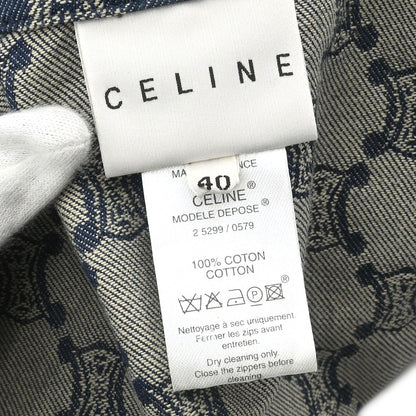 CELINE
40
CELINE®
MODELE DEPOSE®
2 5299 / 0579
100% COTON
COTTON
Nettoyage à sec uniquement
Fermer les zips avant
entretien.
Dry cleaning only.
Close the zippers before
cleaning.